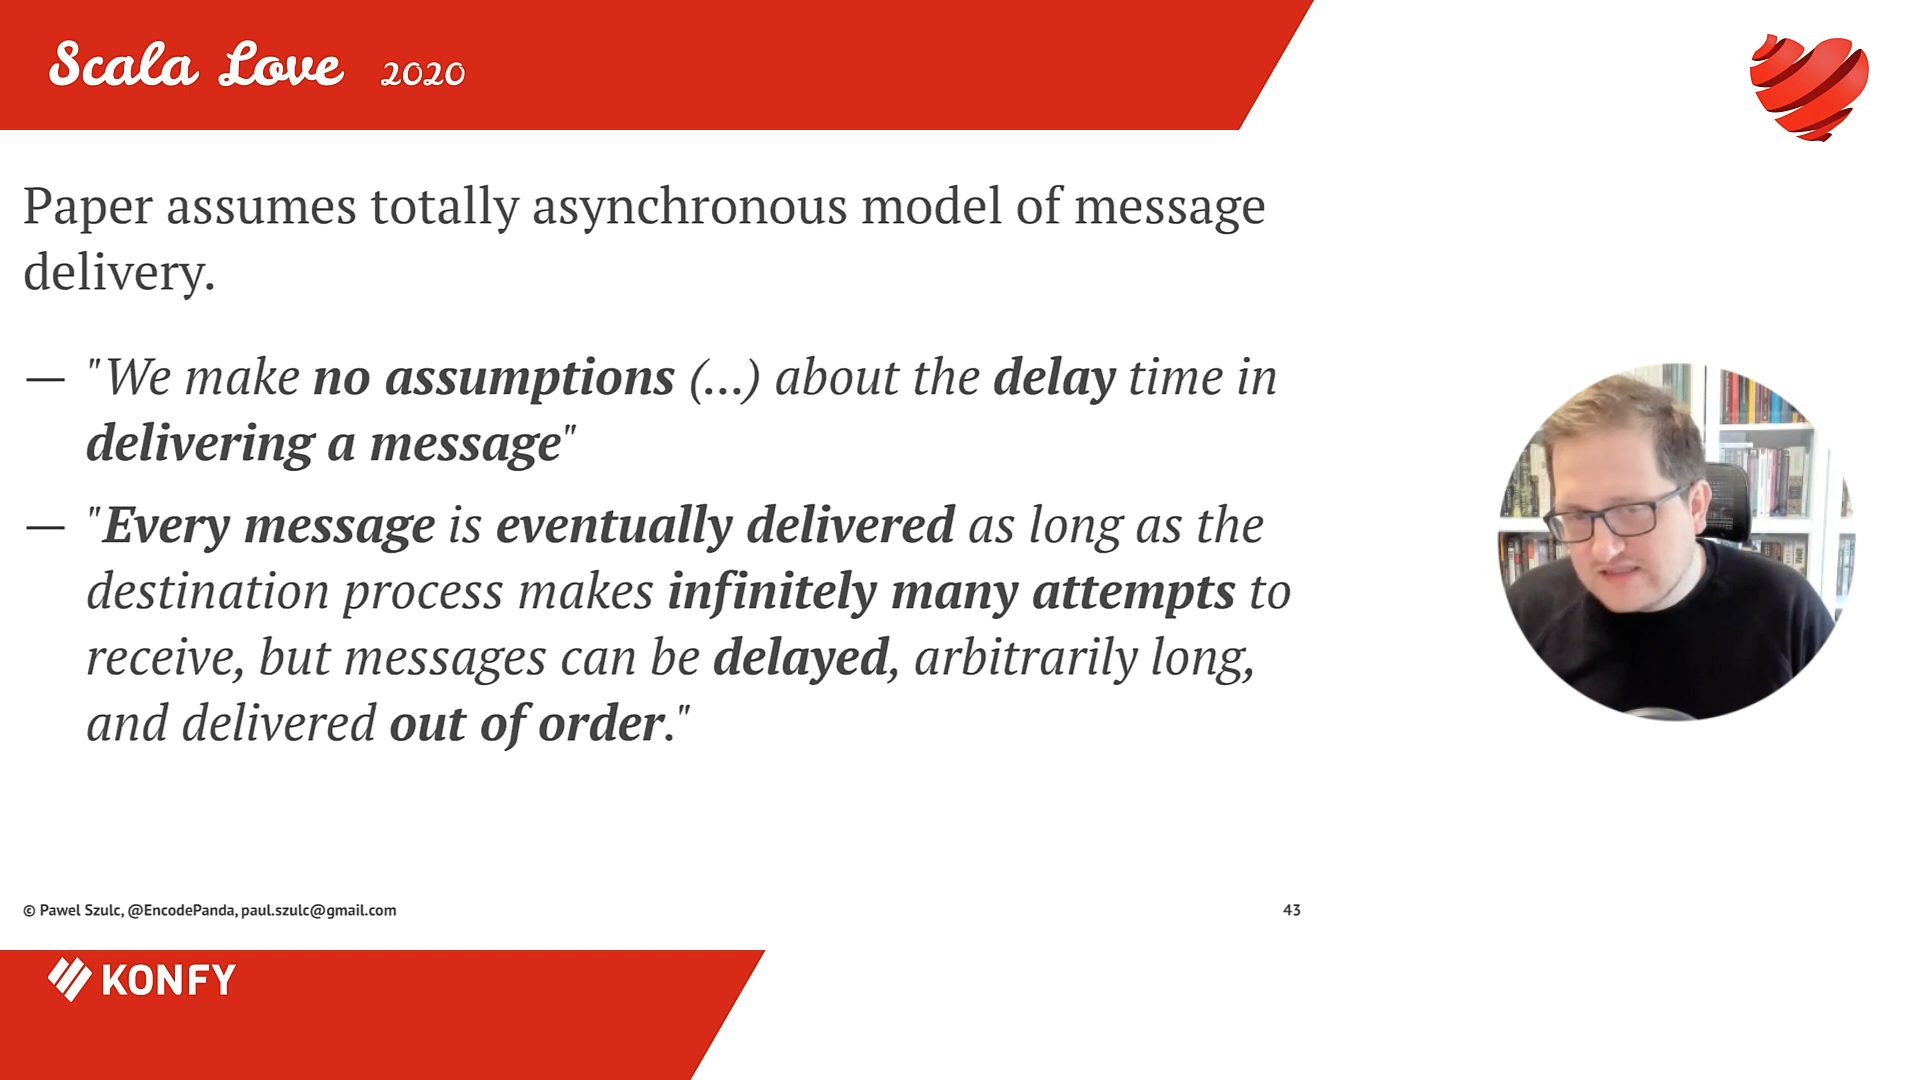 Scala Love 2020
Paper assumes totally asynchronous model of message
delivery.
— "We make no assumptions (...) about the delay time in
delivering a message"
— "Every message is eventually delivered as long as the
destination process makes infinitely many attempts to
receive, but messages can be delayed, arbitrarily long,
and delivered out of order."
© Pawel Szulc, @EncodePanda, paul.szulc@gmail.com
43
KONFY